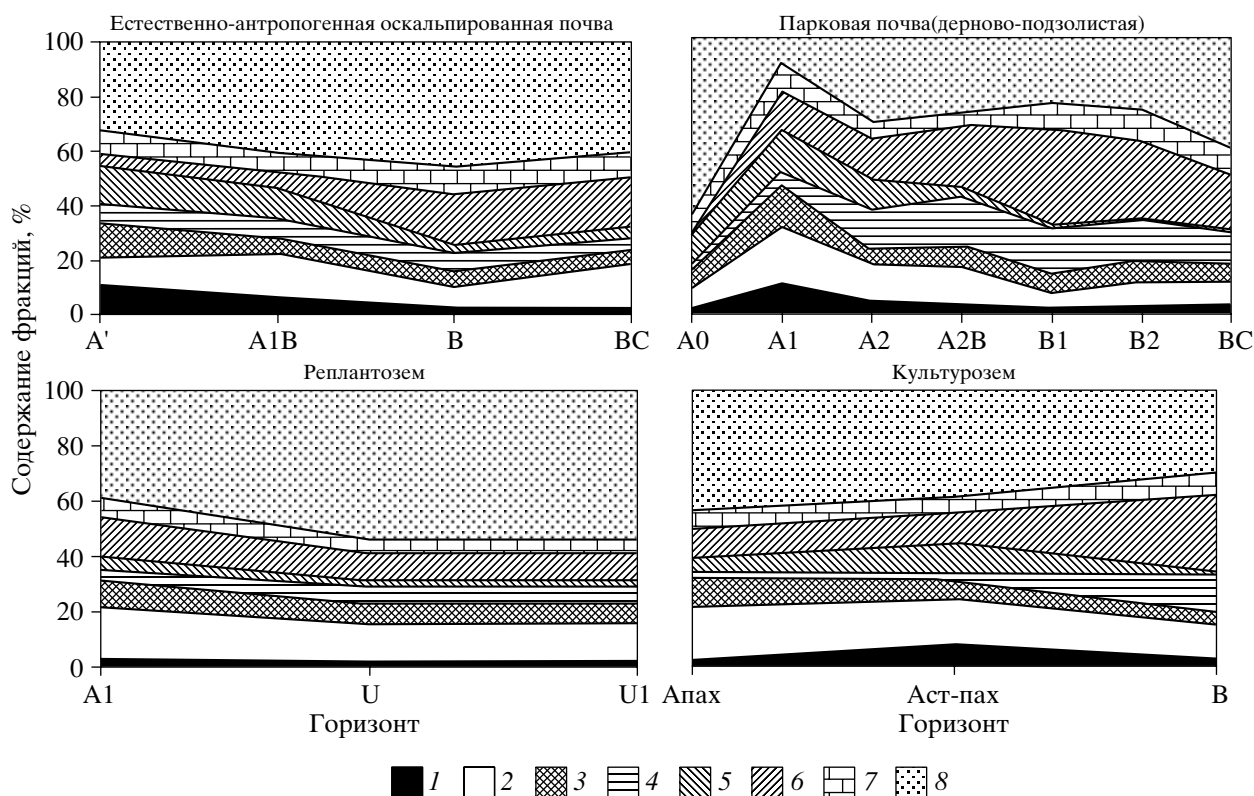 Естественно-антропогенная оскальпированная почва
Парковая почва(дерново-подзолистая)
Содержание фракций, %
100
80
60
40
20
0
A' A1B B BC
A0 A1 A2 A2B B1 B2 BC
Реплантозем
Культурозем
100
80
60
40
20
0
A1 U U1
Апах Аст-пах B
Горизонт
Горизонт
1 2 3 4 5 6 7 8